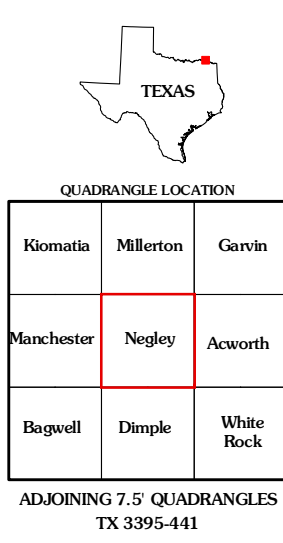 TEXAS
QUADRANGLE LOCATION
Kiomatia Millerton Garvin
Manchester Negley Acworth
Bagwell Dimple White
Rock
ADJOINING 7.5' QUADRANGLES
TX 3395-441